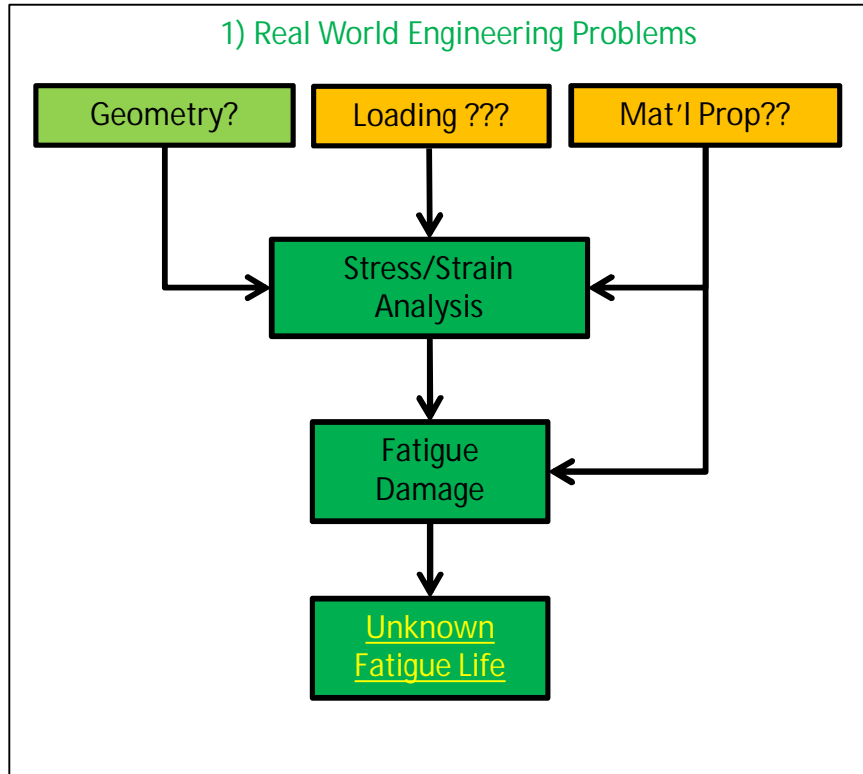 1) Real World Engineering Problems
Geometry?
Loading ???
Mat'l Prop??
Stress/Strain
Analysis
Fatigue
Damage
Unknown
Fatigue Life